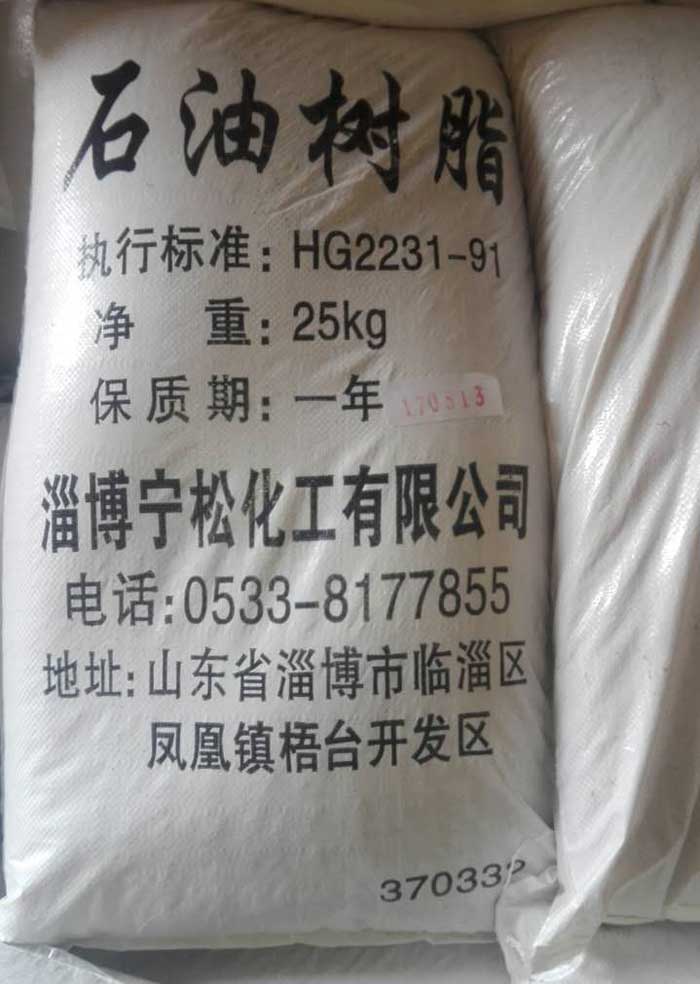 石油树脂
执行标准：HG2231-91
净 重：25kg
保质期：一年 170513
淄博宁松化工有限公司
电话：0533-8177855
地址：山东省淄博市临淄区
凤凰镇梧台开发区